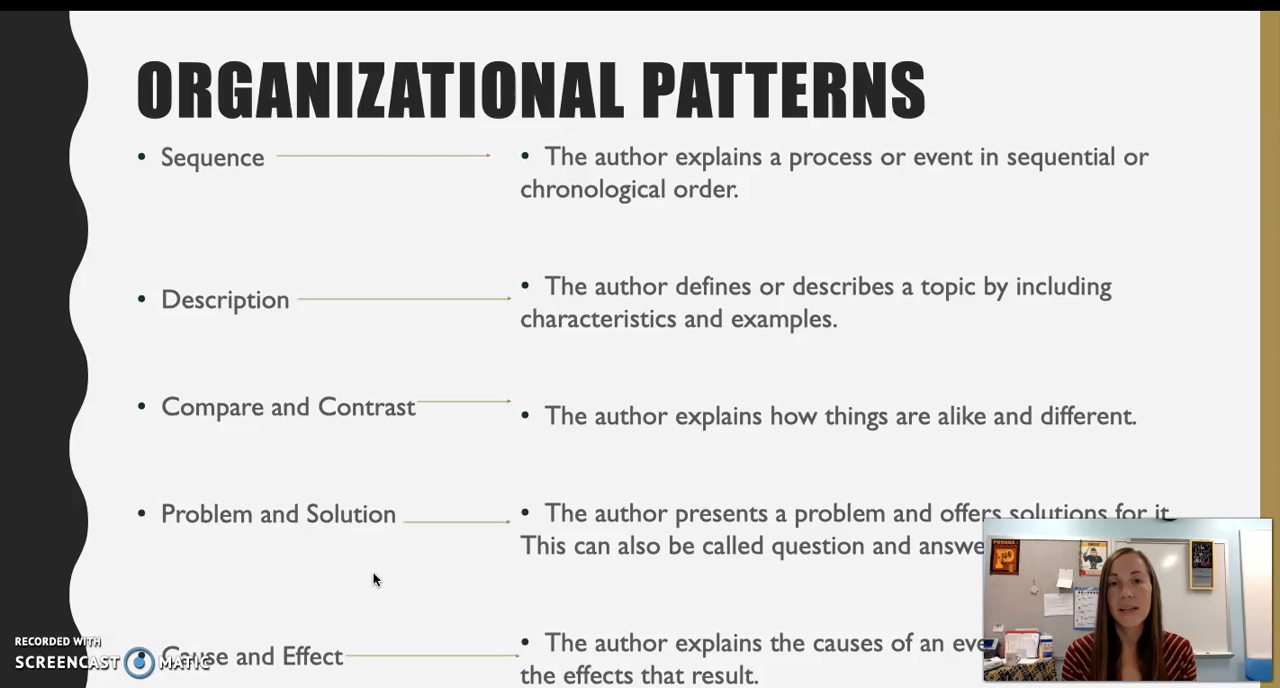 ORGANIZATIONAL PATTERNS
• Sequence
• The author explains a process or event in sequential or
chronological order.
• Description
• The author defines or describes a topic by including
characteristics and examples.
• Compare and Contrast
• The author explains how things are alike and different.
• Problem and Solution
• The author presents a problem and offers solutions for it.
This can also be called question and
• Cause and Effect
• The author explains the causes of an
the effects that result.
RECORDED WITH
SCREENCAST MATIC